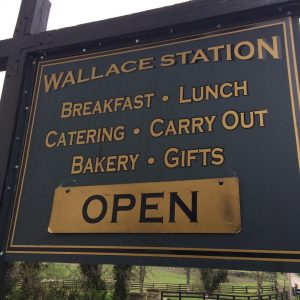 WALLACE STATION
BREAKFAST • LUNCH
CATERING • CARRY OUT
BAKERY • GIFTS
OPEN